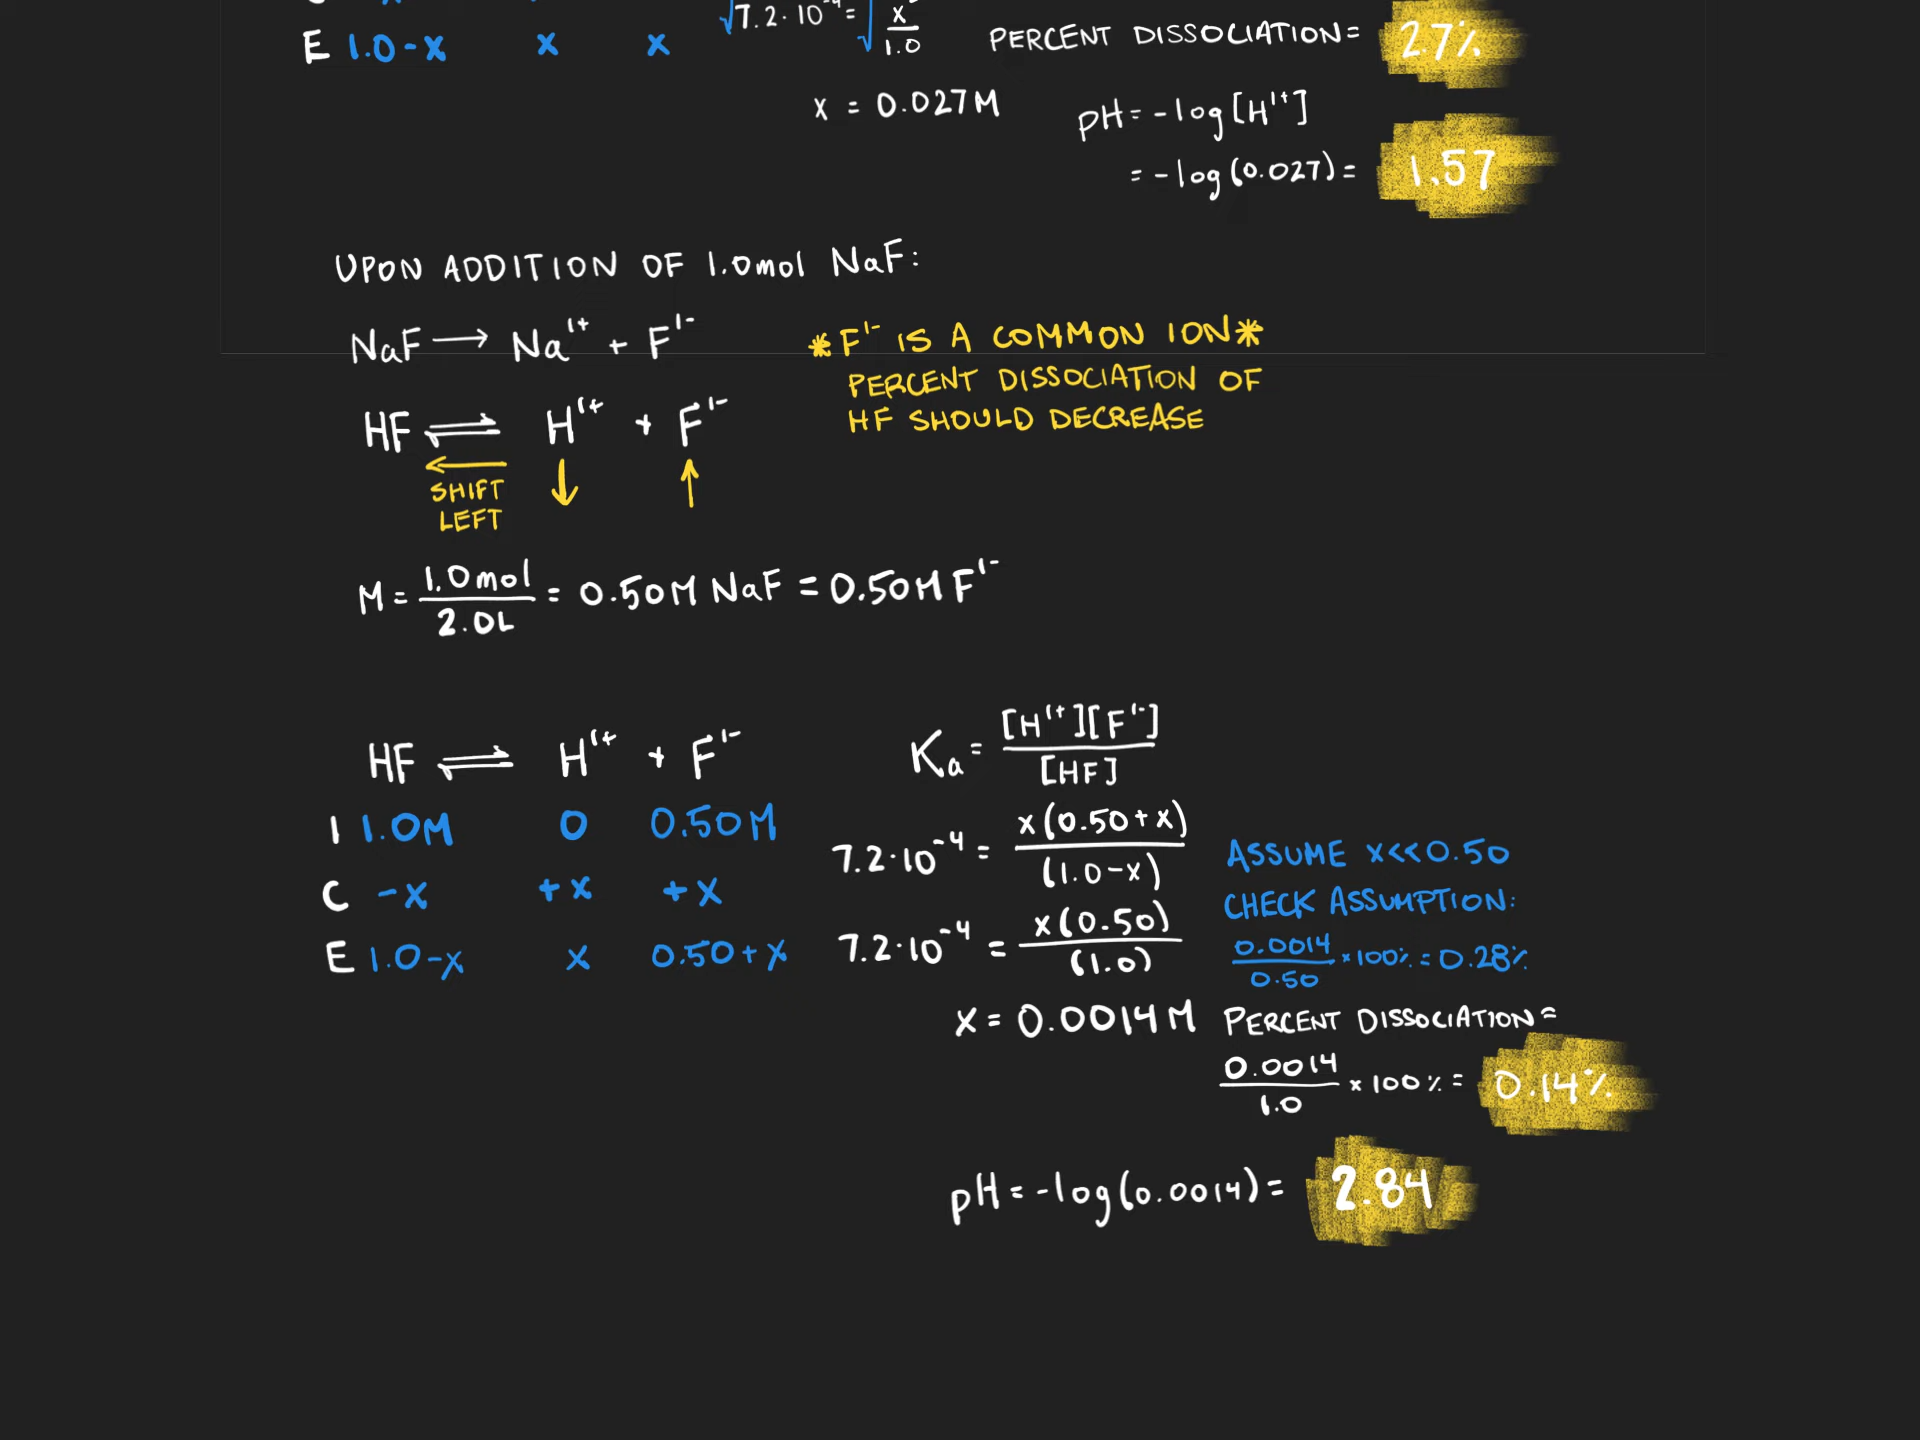 E 1.0-x x x
√7.2·10⁻⁴ = √x/1.0
PERCENT DISSOCIATION = 2.7%
x = 0.027M
pH = -log[H¹⁺]
= -log(0.027) = 1.57
UPON ADDITION OF 1.0mol NaF:
NaF → Na¹⁺ + F¹⁻
*F¹⁻ IS A COMMON ION*
PERCENT DISSOCIATION OF
HF SHOULD DECREASE
HF ⇌ H¹⁺ + F¹⁻
← ↓ ↑
SHIFT
LEFT
M = 1.0mol/2.0L = 0.50M NaF = 0.50M F¹⁻
HF ⇌ H¹⁺ + F¹⁻
I 1.0M 0 0.50M
C -x +x +x
E 1.0-x x 0.50+x
Ka = [H¹⁺][F¹⁻]/[HF]
7.2·10⁻⁴ = x(0.50+x)/(1.0-x)
7.2·10⁻⁴ = x(0.50)/(1.0)
x = 0.0014M
ASSUME x<<0.50
CHECK ASSUMPTION:
0.0014/0.50 × 100% = 0.28%
PERCENT DISSOCIATION =
0.0014/1.0 × 100% = 0.14%
pH = -log(0.0014) = 2.84